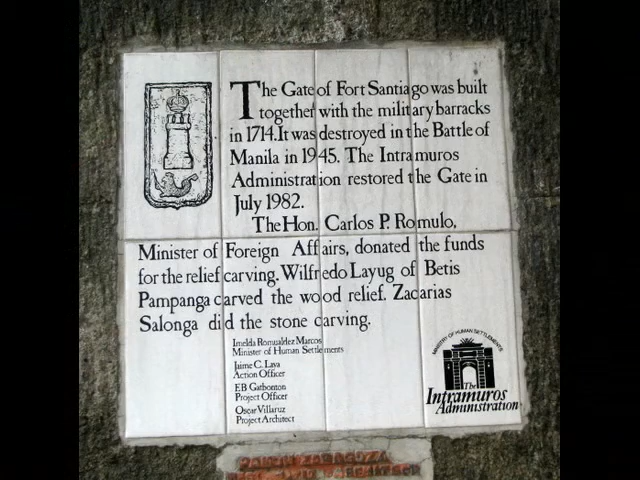 The Gate of Fort Santiago was built
together with the military barracks
in 1714. It was destroyed in the Battle of
Manila in 1945. The Intramuros
Administration restored the Gate in
July 1982.
The Hon. Carlos P. Romulo,
Minister of Foreign Affairs, donated the funds
for the relief carving. Wilfredo Layug of Betis
Pampanga carved the wood relief. Zacarias
Salonga did the stone carving.
Imelda Romualdez Marcos
Minister of Human Settlements
Jaime C. Laya
Action Officer
E.B Garbonton
Project Officer
Oscar Villaruz
Project Architect
MINISTRY OF HUMAN SETTLEMENTS
The
Intramuros
Administration